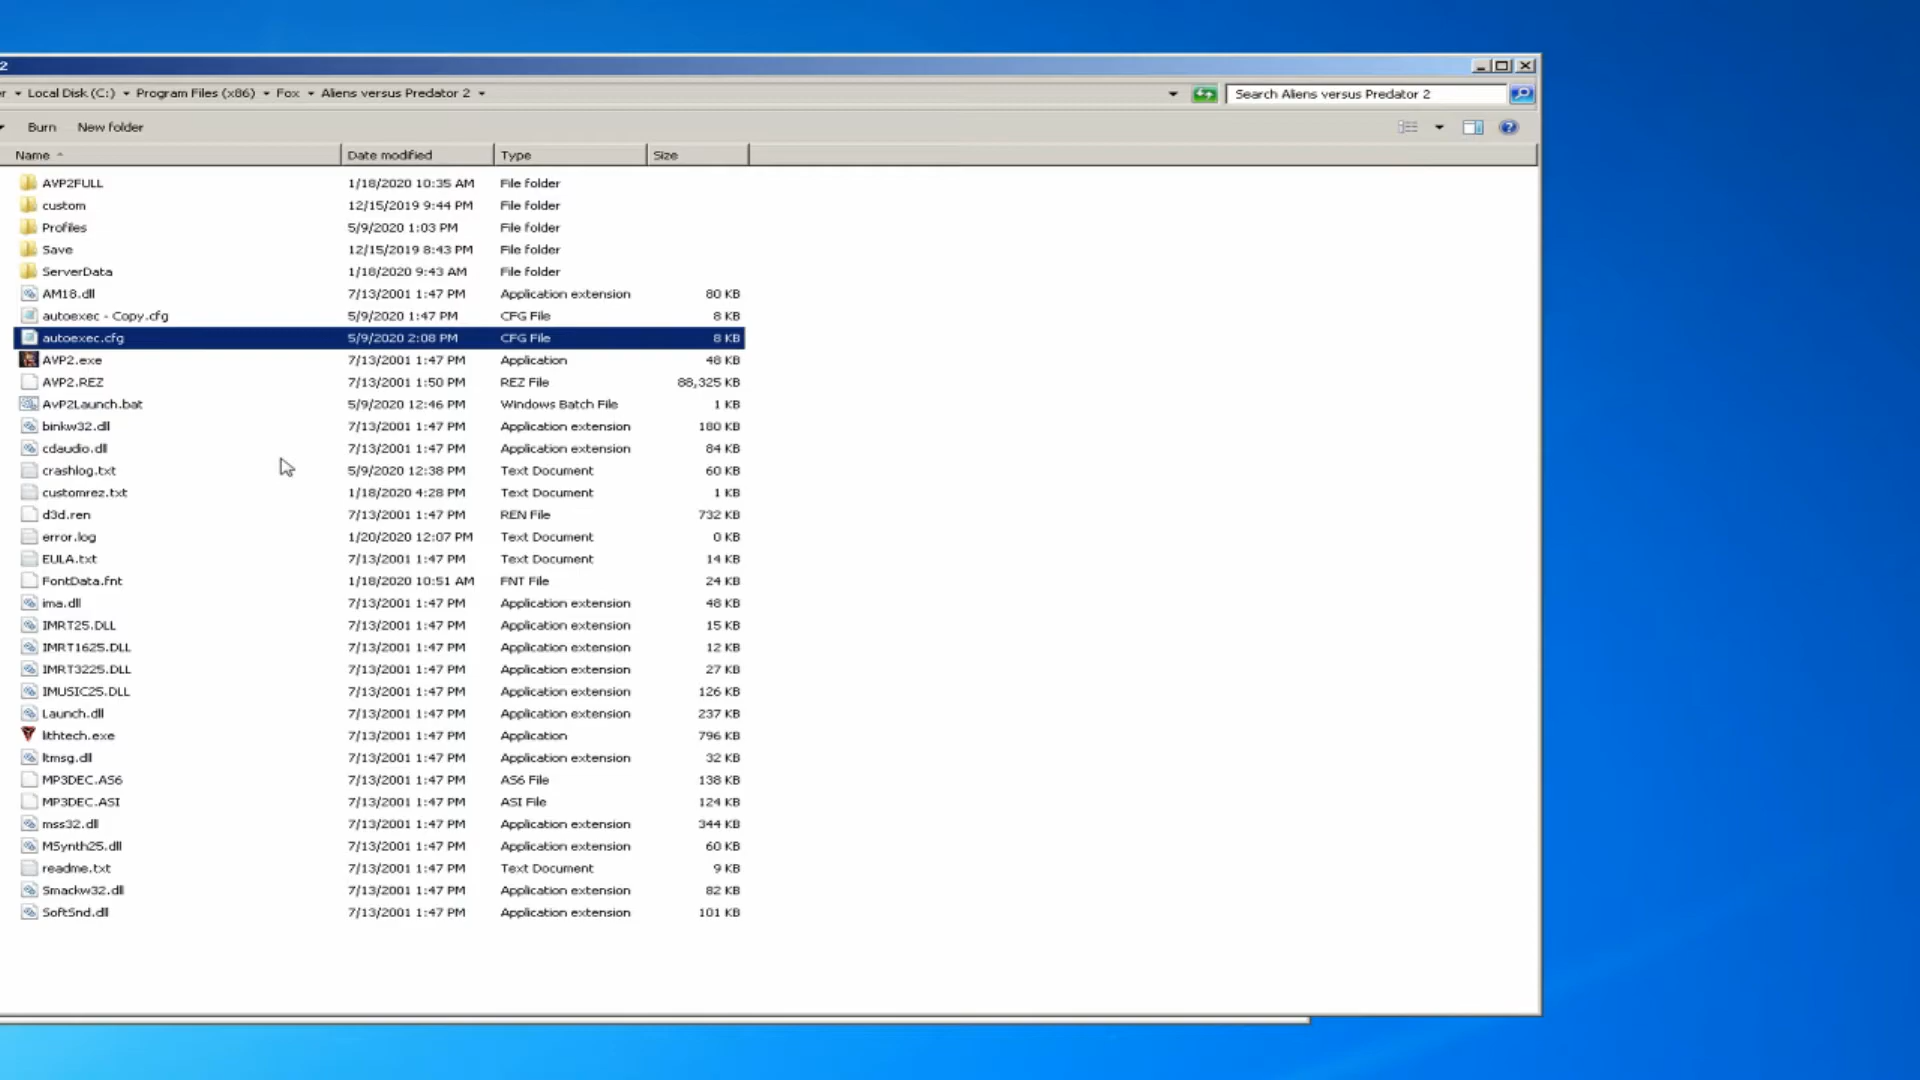 2
r Local Disk (C:) Program Files (x86) Fox Aliens versus Predator 2 Search Aliens versus Predator 2
Burn New folder
Name Date modified Type Size
AVP2FULL 1/18/2020 10:35 AM File folder
custom 12/15/2019 9:44 PM File folder
Profiles 5/9/2020 1:03 PM File folder
Save 12/15/2019 8:43 PM File folder
ServerData 1/18/2020 9:43 AM File folder
AM18.dll 7/13/2001 1:47 PM Application extension 80 KB
autoexec - Copy.cfg 5/9/2020 1:47 PM CFG File 8 KB
autoexec.cfg 5/9/2020 2:08 PM CFG File 8 KB
AVP2.exe 7/13/2001 1:47 PM Application 48 KB
AVP2.REZ 7/13/2001 1:50 PM REZ File 88,325 KB
AvP2Launch.bat 5/9/2020 12:46 PM Windows Batch File 1 KB
binkw32.dll 7/13/2001 1:47 PM Application extension 180 KB
cdaudio.dll 7/13/2001 1:47 PM Application extension 84 KB
crashlog.txt 5/9/2020 12:38 PM Text Document 60 KB
customrez.txt 1/18/2020 4:28 PM Text Document 1 KB
d3d.ren 7/13/2001 1:47 PM REN File 732 KB
error.log 1/20/2020 12:07 PM Text Document 0 KB
EULA.txt 7/13/2001 1:47 PM Text Document 14 KB
FontData.fnt 1/18/2020 10:51 AM FNT File 24 KB
ima.dll 7/13/2001 1:47 PM Application extension 48 KB
IMRT25.DLL 7/13/2001 1:47 PM Application extension 15 KB
IMRT1625.DLL 7/13/2001 1:47 PM Application extension 12 KB
IMRT3225.DLL 7/13/2001 1:47 PM Application extension 27 KB
IMUSIC25.DLL 7/13/2001 1:47 PM Application extension 126 KB
Launch.dll 7/13/2001 1:47 PM Application extension 237 KB
lithtech.exe 7/13/2001 1:47 PM Application 796 KB
ltmsg.dll 7/13/2001 1:47 PM Application extension 32 KB
MP3DEC.AS6 7/13/2001 1:47 PM AS6 File 138 KB
MP3DEC.ASI 7/13/2001 1:47 PM ASI File 124 KB
mss32.dll 7/13/2001 1:47 PM Application extension 344 KB
MSynth25.dll 7/13/2001 1:47 PM Application extension 60 KB
readme.txt 7/13/2001 1:47 PM Text Document 9 KB
Smackw32.dll 7/13/2001 1:47 PM Application extension 82 KB
SoftSnd.dll 7/13/2001 1:47 PM Application extension 101 KB